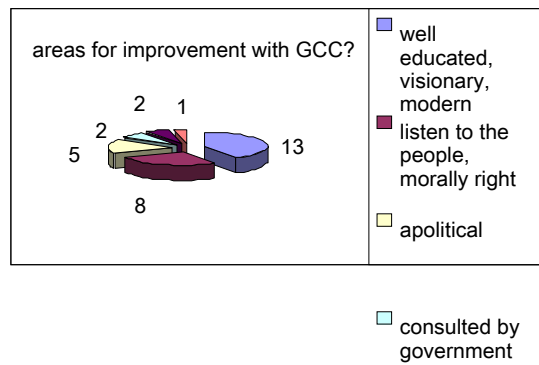 areas for improvement with GCC?
2
1
2
5
13
8
well
educated,
visionary,
modern
listen to the
people,
morally right
apolitical
consulted by
government